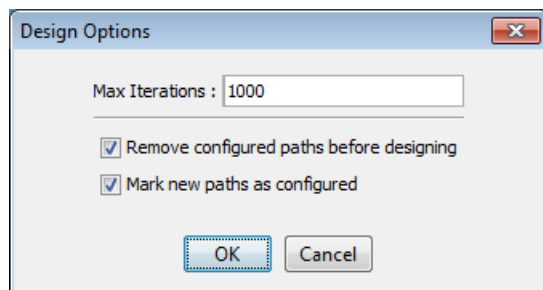 Design Options
Max Iterations : 1000
Remove configured paths before designing
Mark new paths as configured
OK Cancel